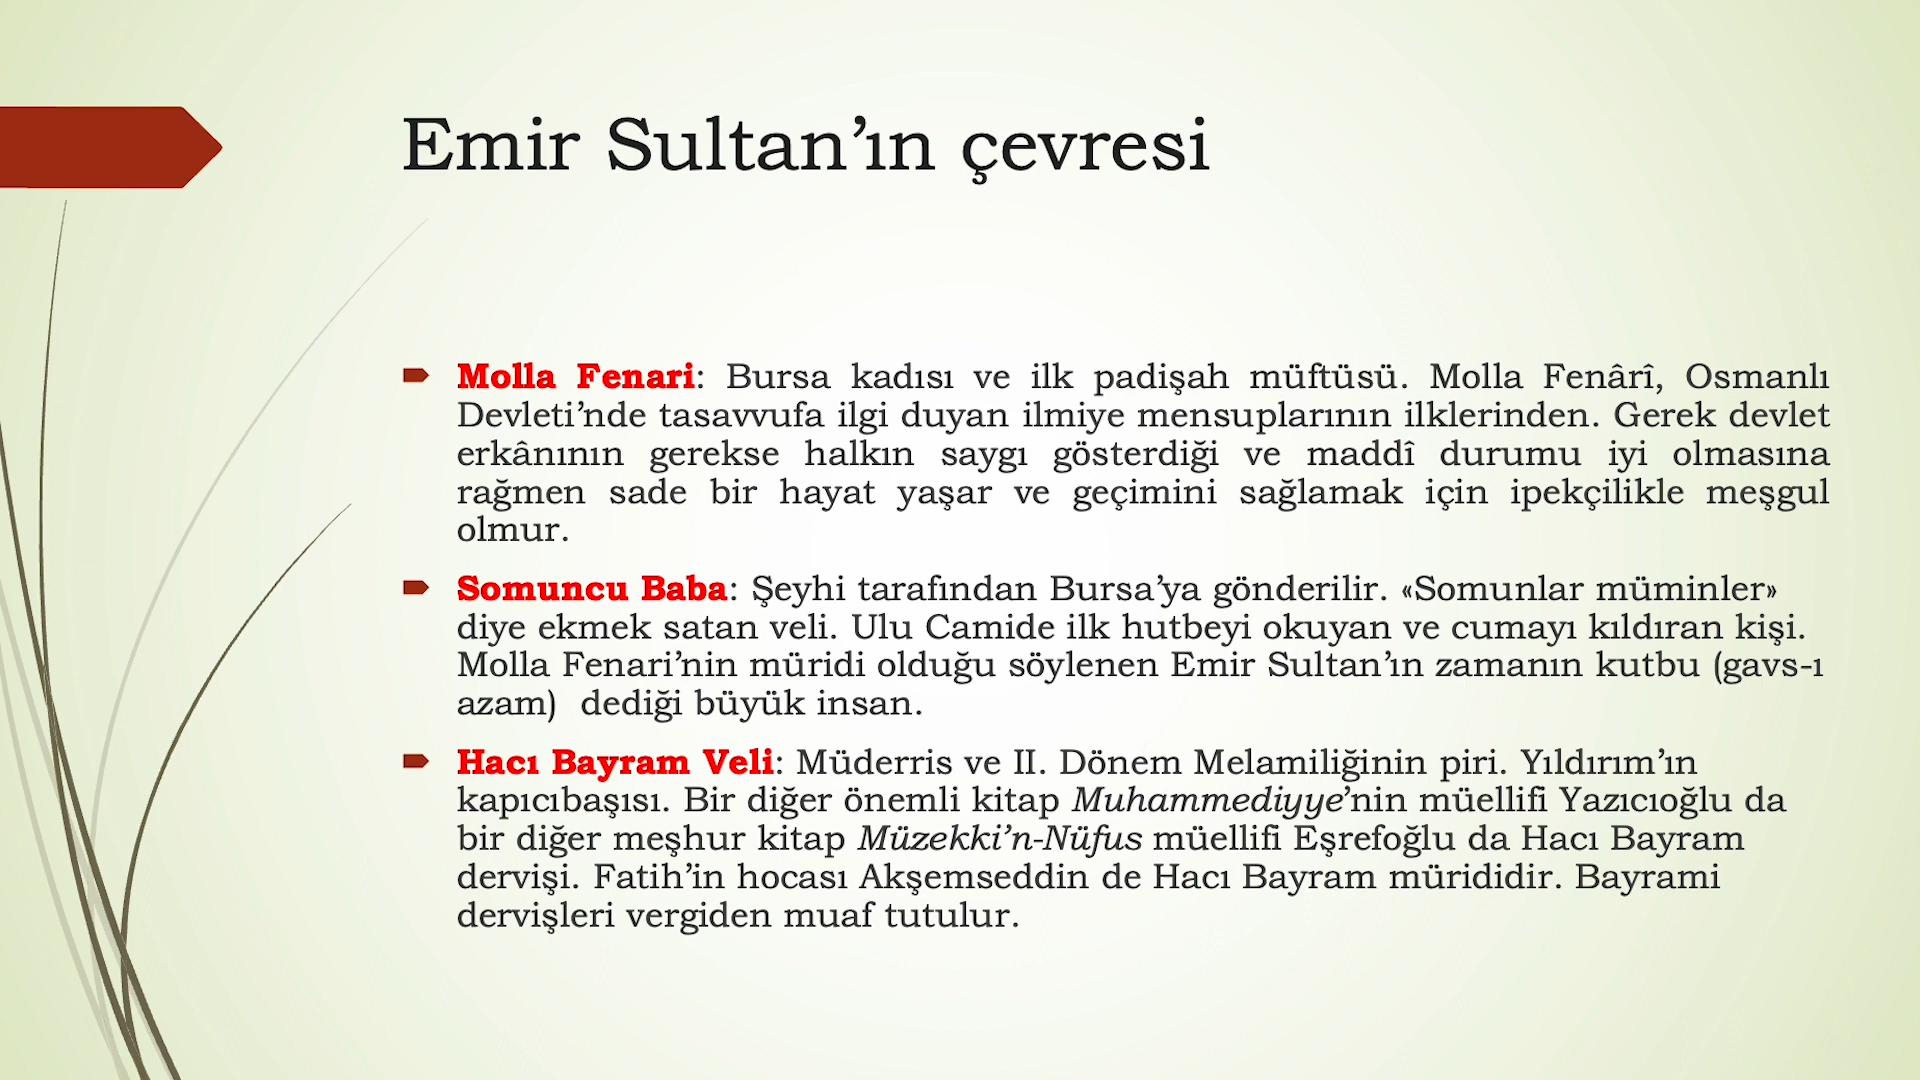 Emir Sultan’ın çevresi
Molla Fenari: Bursa kadısı ve ilk padişah müftüsü. Molla Fenârî, Osmanlı
Devleti’nde tasavvufa ilgi duyan ilmiye mensuplarının ilklerinden. Gerek devlet
erkânının gerekse halkın saygı gösterdiği ve maddî durumu iyi olmasına
rağmen sade bir hayat yaşar ve geçimini sağlamak için ipekçilikle meşgul
olmur.
Somuncu Baba: Şeyhi tarafından Bursa’ya gönderilir. «Somunlar müminler»
diye ekmek satan veli. Ulu Camide ilk hutbeyi okuyan ve cumayı kıldıran kişi.
Molla Fenari’nin müridi olduğu söylenen Emir Sultan’ın zamanın kutbu (gavs-ı
azam) dediği büyük insan.
Hacı Bayram Veli: Müderris ve II. Dönem Melamiliğinin piri. Yıldırım’ın
kapıcıbaşısı. Bir diğer önemli kitap Muhammediyye’nin müellifi Yazıcıoğlu da
bir diğer meşhur kitap Müzekki’n-Nüfus müellifi Eşrefoğlu da Hacı Bayram
dervişi. Fatih’in hocası Akşemseddin de Hacı Bayram mürididir. Bayrami
dervişleri vergiden muaf tutulur.